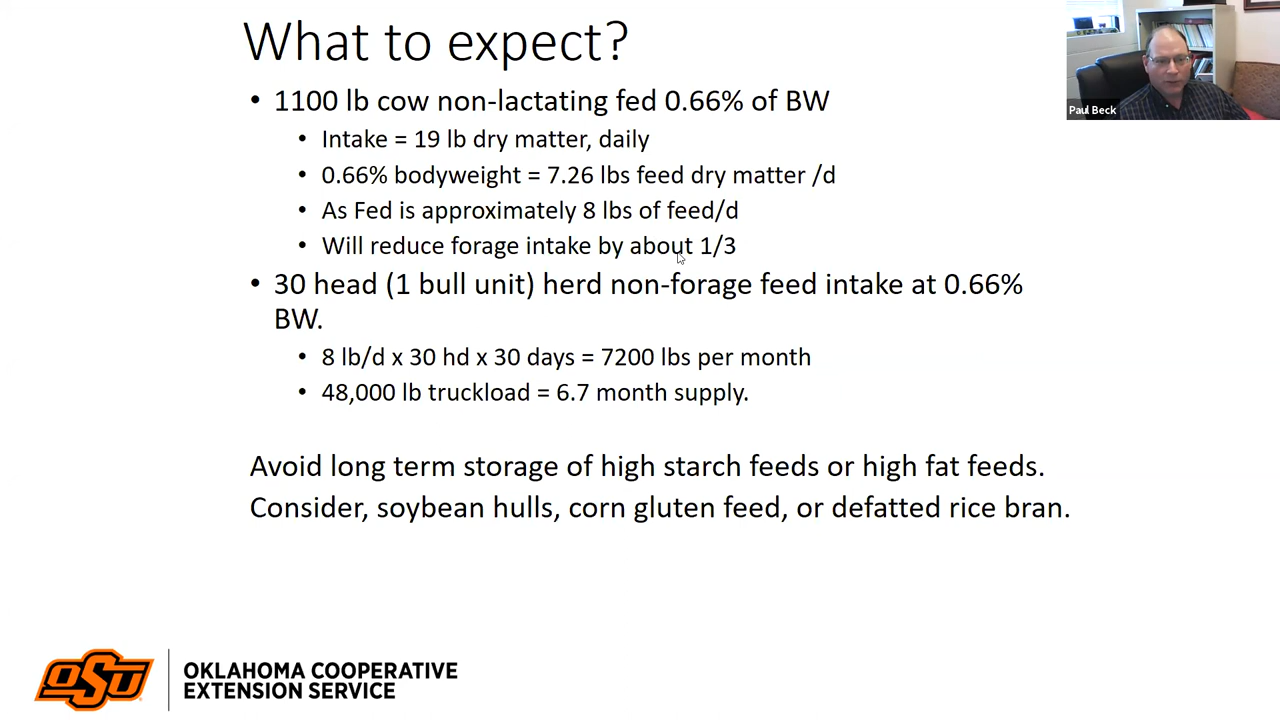 What to expect?
• 1100 lb cow non-lactating fed 0.66% of BW
• Intake = 19 lb dry matter, daily
• 0.66% bodyweight = 7.26 lbs feed dry matter /d
• As Fed is approximately 8 lbs of feed/d
• Will reduce forage intake by about 1/3
• 30 head (1 bull unit) herd non-forage feed intake at 0.66%
BW.
• 8 lb/d x 30 hd x 30 days = 7200 lbs per month
• 48,000 lb truckload = 6.7 month supply.
Avoid long term storage of high starch feeds or high fat feeds.
Consider, soybean hulls, corn gluten feed, or defatted rice bran.
Paul Beck
OSU
OKLAHOMA COOPERATIVE
EXTENSION SERVICE